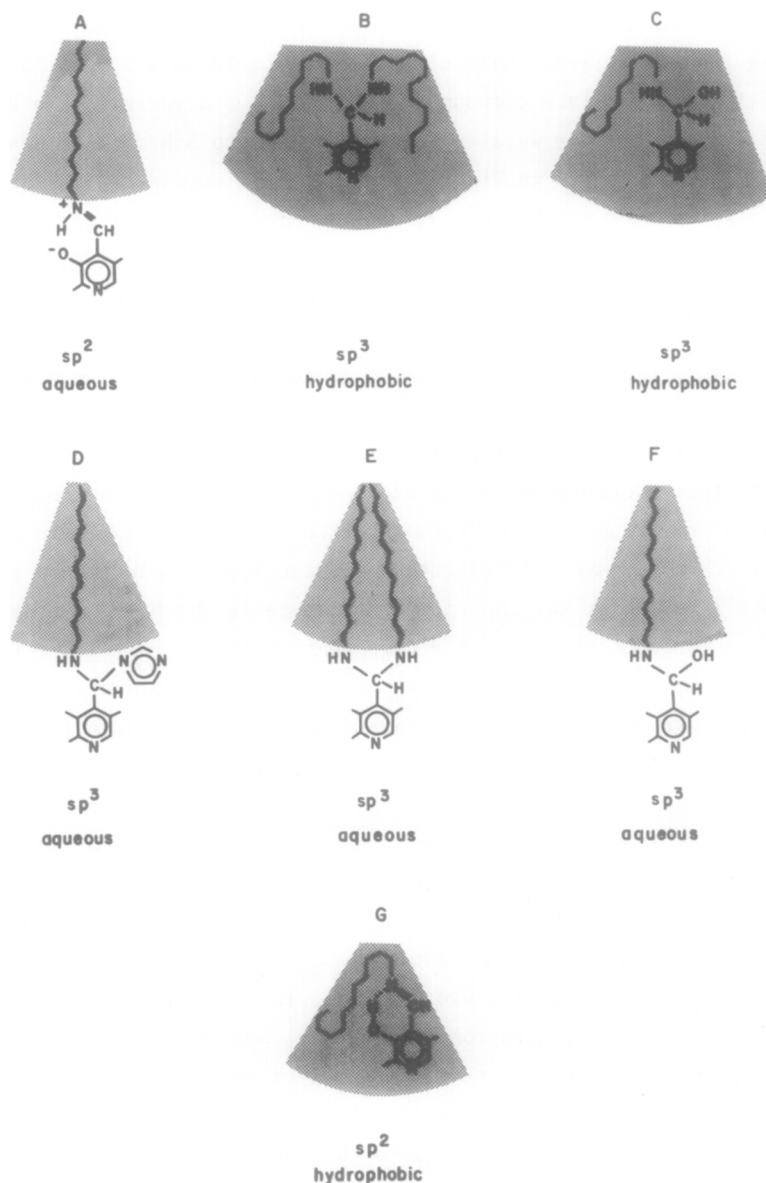 A
+
N
H
CH
−O
N
sp2
aqueous
B
HN
NH
C
sp3
hydrophobic
C
HN
OH
C
sp3
hydrophobic
D
HN
N
N
C
H
N
sp3
aqueous
E
HN
NH
C
H
N
sp3
aqueous
F
HN
OH
C
H
N
sp3
aqueous
G
sp2
hydrophobic